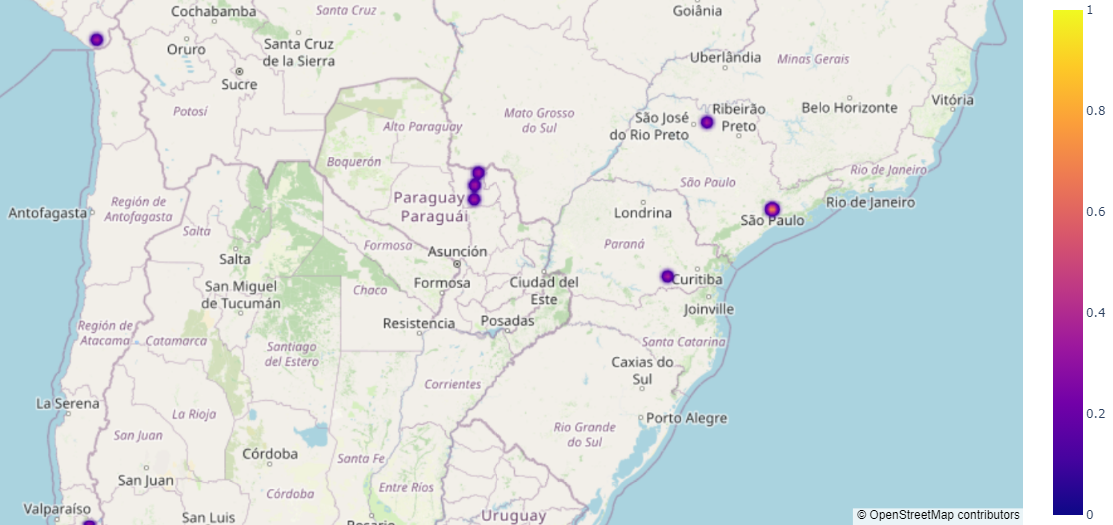 Cochabamba
Santa Cruz
Goiânia
1
Oruro
Santa Cruz
de la Sierra
Uberlândia
Minas Gerais
Sucre
Potosí
Mato Grosso
do Sul
Belo Horizonte
Vitória
0.8
Alto Paraguay
São José
do Rio Preto
Ribeirão
Preto
Boquerón
Rio de Janeiro
São Paulo
Región de
Antofagasta
Paraguay
Paraguái
Antofagasta
Londrina
São Paulo
Rio de Janeiro
0.6
Salta
Formosa
Paraná
Asunción
Salta
Formosa
Ciudad del
Este
Curitiba
San Miguel
de Tucumán
Chaco
Joinville
0.4
Región de
Atacama
Catamarca
Resistencia
Posadas
Santiago
del Estero
Santa Catarina
Caxias do
Sul
Corrientes
La Serena
La Rioja
Porto Alegre
0.2
San Juan
Rio Grande
do Sul
Córdoba
Santa Fe
San Juan
Entre Ríos
Córdoba
Valparaíso
San Luis
Rosario
Uruguay
© OpenStreetMap contributors
0